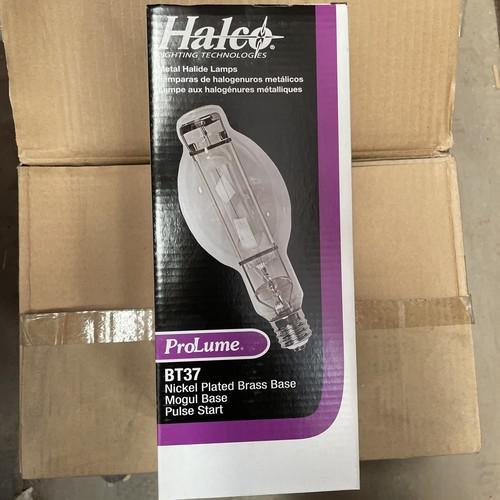 Halco®
LIGHTING TECHNOLOGIES
Metal Halide Lamps
Lámparas de halogenuros metálicos
Lampe aux halogénures métalliques
ProLume®
BT37
Nickel Plated Brass Base
Mogul Base
Pulse Start